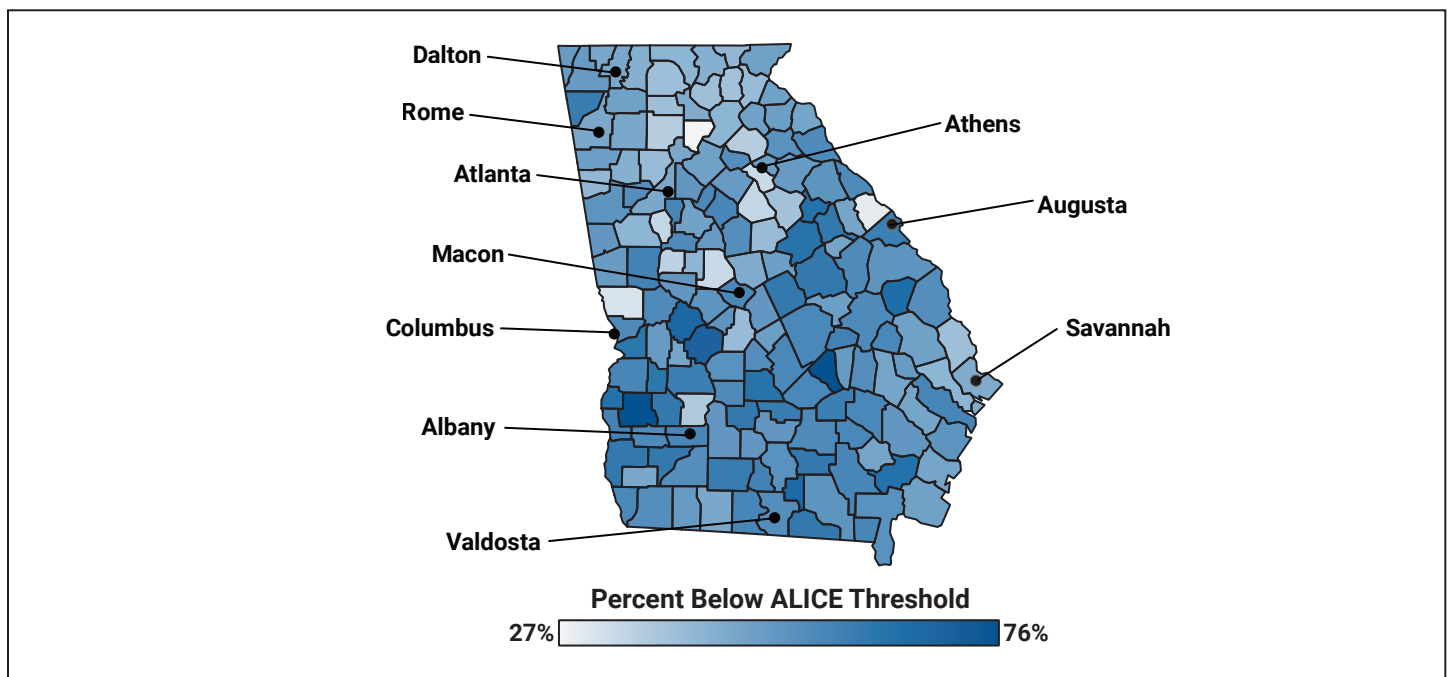 Dalton
Rome
Athens
Atlanta
Augusta
Macon
Columbus
Savannah
Albany
Valdosta
Percent Below ALICE Threshold
27%
76%